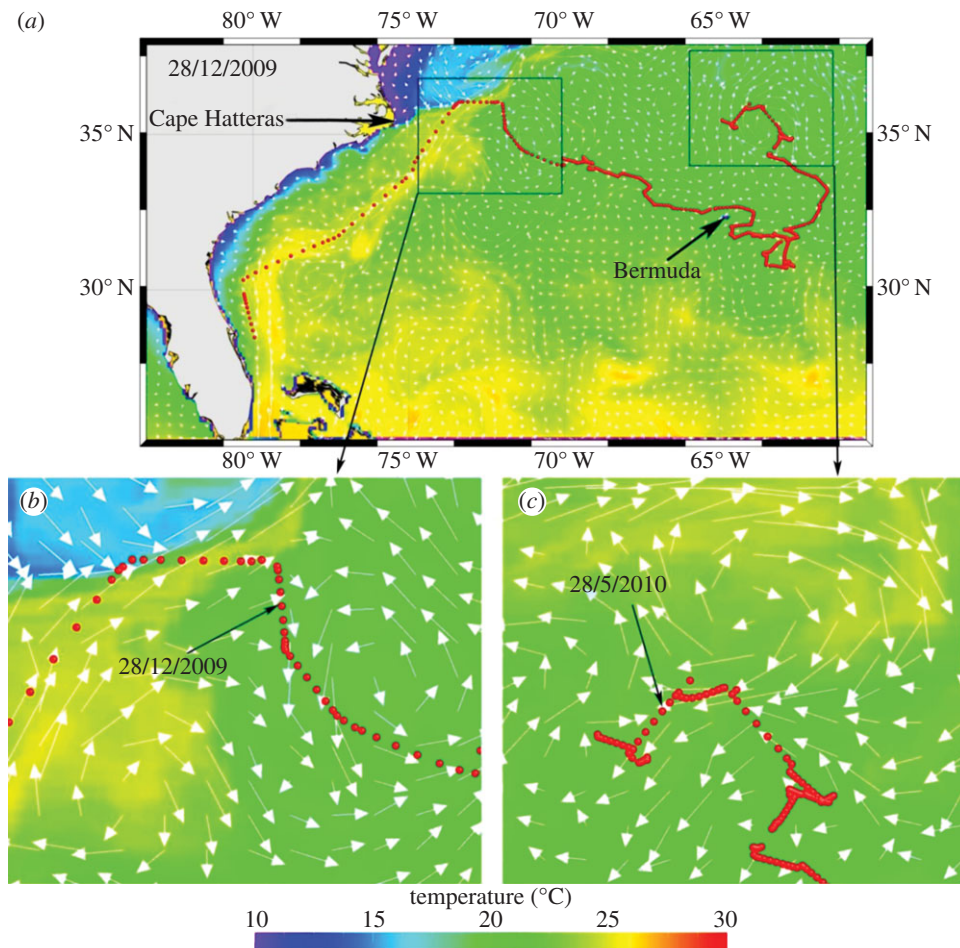 (a)
80° W 75° W 70° W 65° W
28/12/2009
Cape Hatteras
35° N 35° N
Bermuda
30° N 30° N
80° W 75° W 70° W 65° W
(b) (c)
28/5/2010
28/12/2009
temperature (°C)
10 15 20 25 30